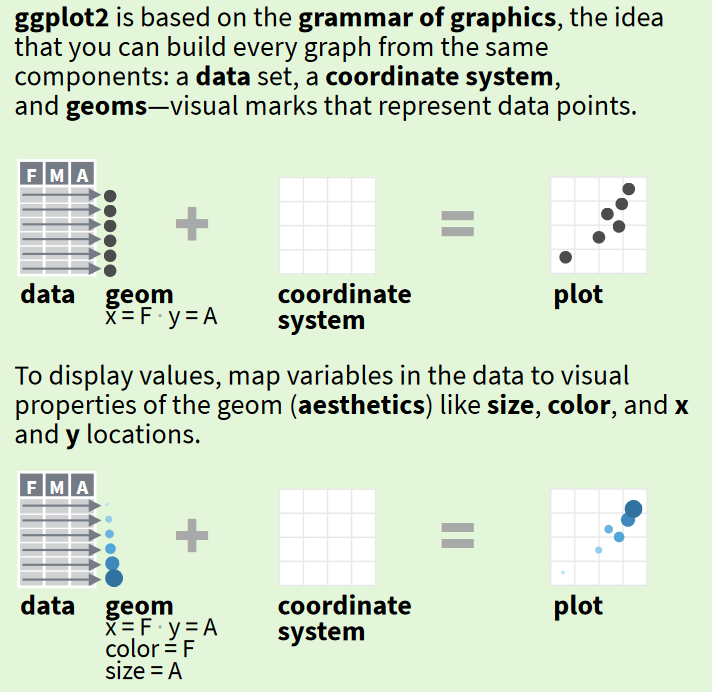 ggplot2 is based on the grammar of graphics, the idea
that you can build every graph from the same
components: a data set, a coordinate system,
and geoms—visual marks that represent data points.
F M A
data geom
x = F · y = A
coordinate
system
plot
To display values, map variables in the data to visual
properties of the geom (aesthetics) like size, color, and x
and y locations.
F M A
data geom
x = F · y = A
color = F
size = A
coordinate
system
plot